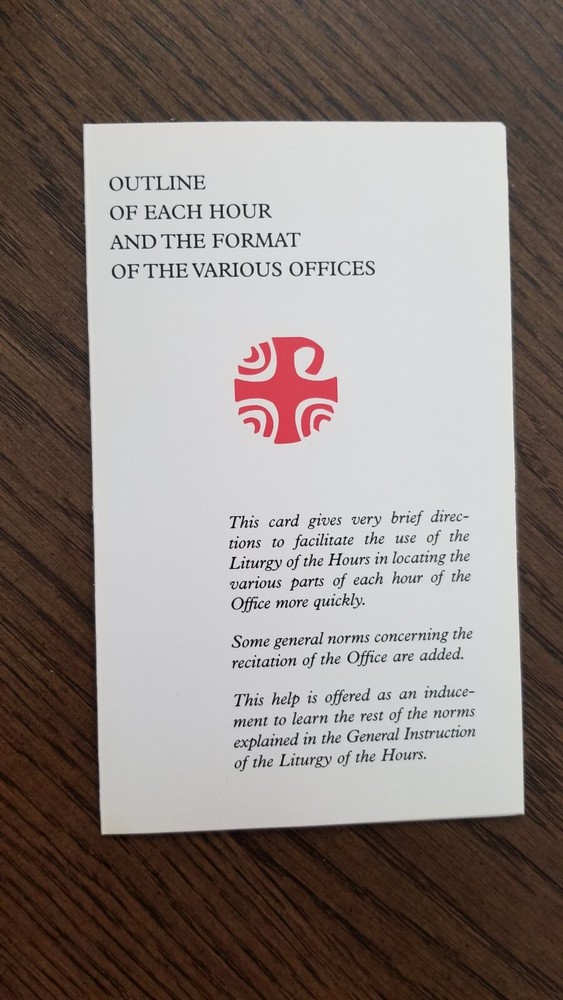 OUTLINE
OF EACH HOUR
AND THE FORMAT
OF THE VARIOUS OFFICES
This card gives very brief direc-
tions to facilitate the use of the
Liturgy of the Hours in locating the
various parts of each hour of the
Office more quickly.
Some general norms concerning the
recitation of the Office are added.
This help is offered as an induce-
ment to learn the rest of the norms
explained in the General Instruction
of the Liturgy of the Hours.